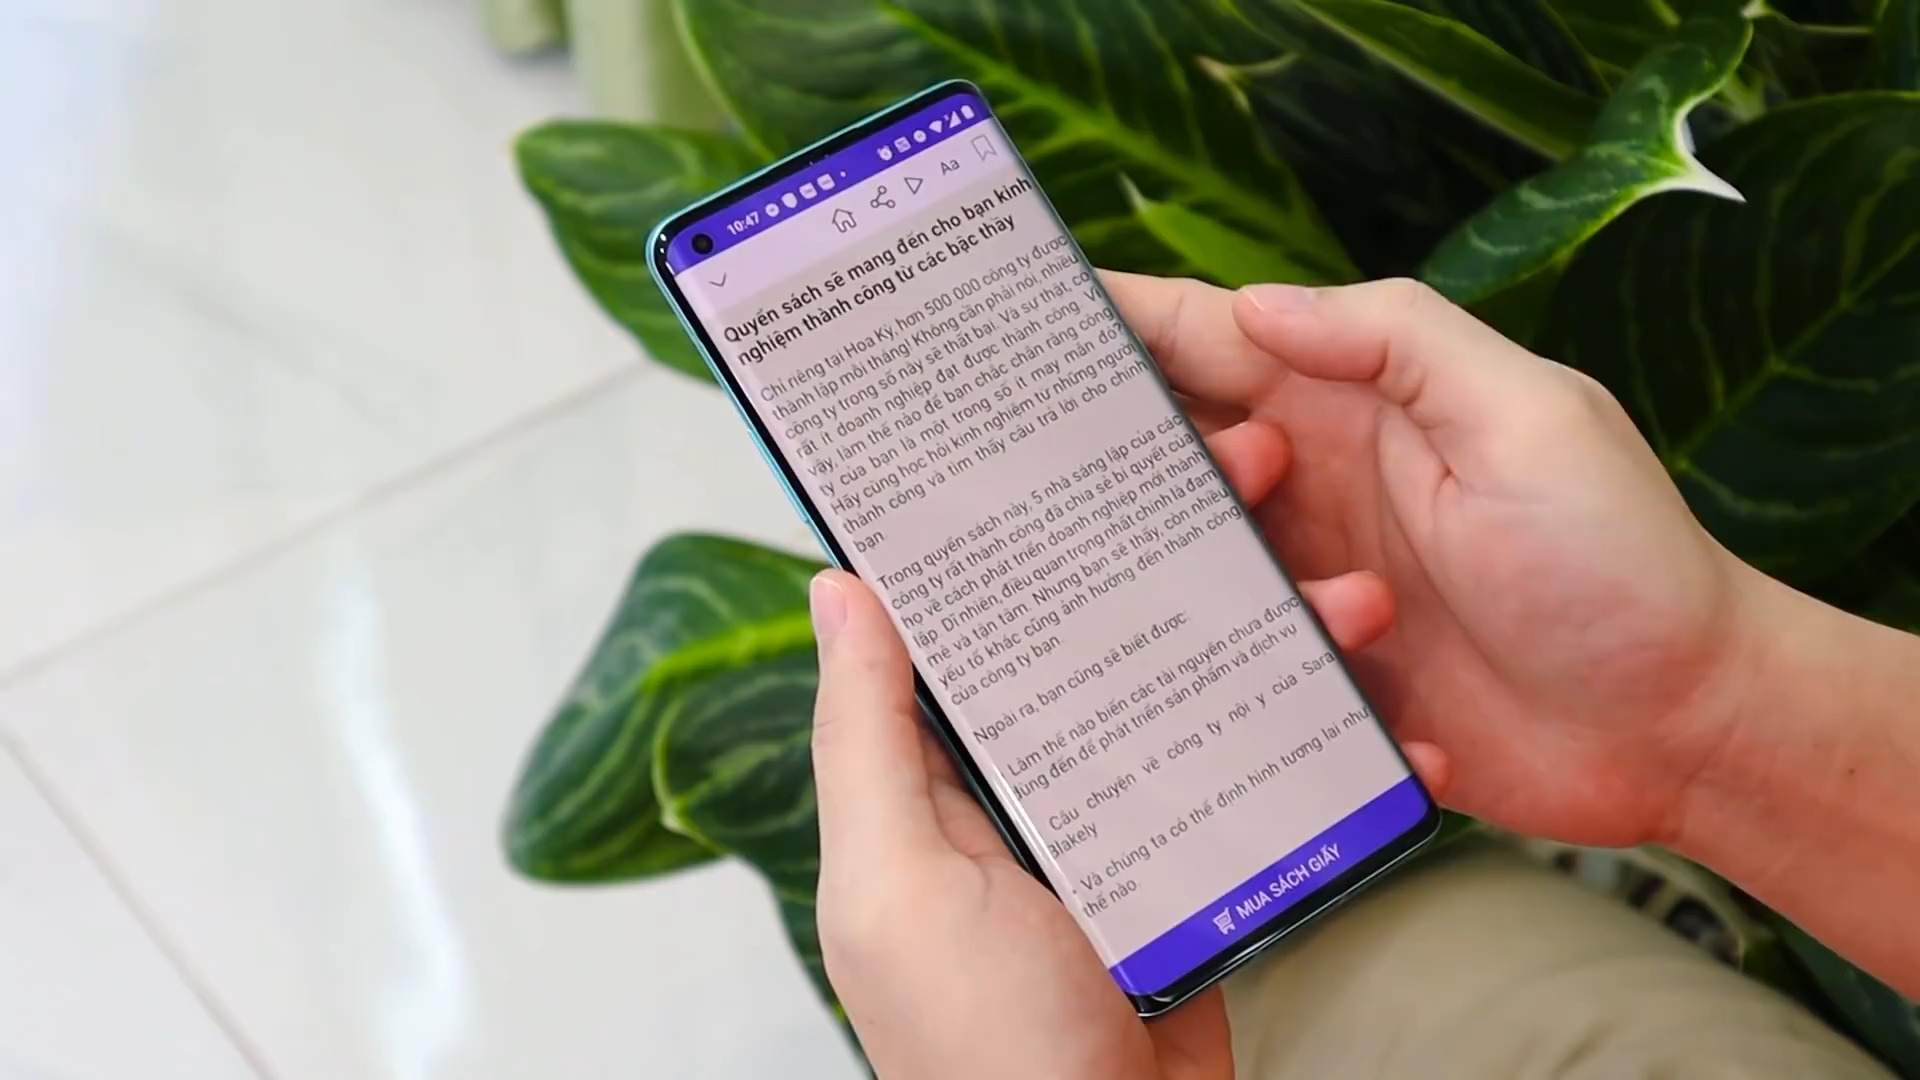 10:47
Aa
Quyển sách sẽ mang đến cho bạn kinh
nghiệm thành công từ các bậc thầy
Chỉ riêng tại Hoa Kỳ, hơn 500 000 công ty được
thành lập mỗi tháng! Không cần phải nói, nhiều
công ty trong số này sẽ thất bại. Và sự thật, có
rất ít doanh nghiệp đạt được thành công. Vì
vậy, làm thế nào để bạn chắc chắn rằng công
ty của bạn là một trong số ít may mắn đó?
Hãy cùng học hỏi kinh nghiệm từ những người
thành công và tìm thấy câu trả lời cho chính
bạn
Trong quyển sách này, 5 nhà sáng lập của các
công ty rất thành công đã chia sẻ bí quyết của
họ về cách phát triển doanh nghiệp mới thành
lập. Dĩ nhiên, điều quan trọng nhất chính là đam
mê và tận tâm. Nhưng bạn sẽ thấy, còn nhiều
yếu tố khác cũng ảnh hưởng đến thành công
của công ty bạn.
Ngoài ra, bạn cũng sẽ biết được:
Làm thế nào biến các tài nguyên chưa được
dùng đến để phát triển sản phẩm và dịch vụ
Câu chuyện về công ty nội y của Sara
Blakely
· Và chúng ta có thể định hình tương lai như
thế nào.
MUA SÁCH GIẤY